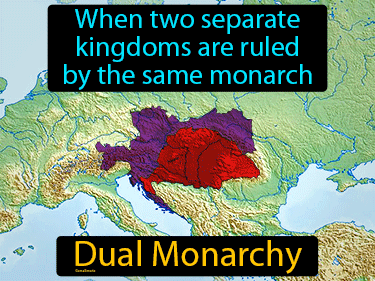 When two separate
kingdoms are ruled
by the same monarch
Dual Monarchy